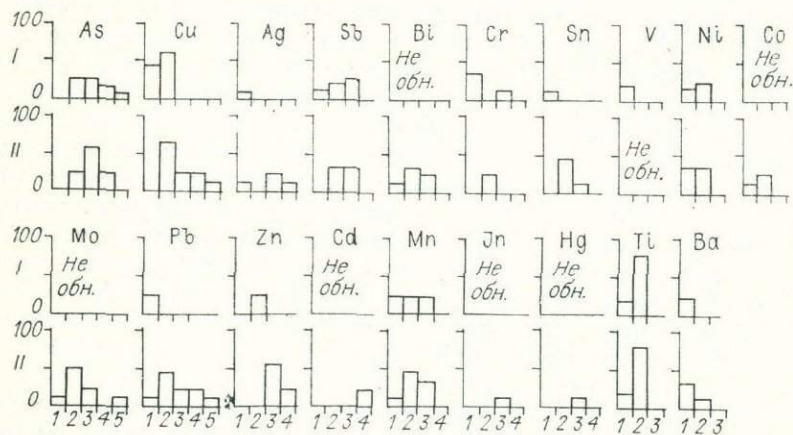 100 As Cu Ag Sb Bi Cr Sn V Ni Co
I Не обн. Не обн.
0
II Не обн.
0
100 Mo Pb Zn Cd Mn Jn Hg Ti Ba
I Не обн. Не обн. Не обн. Не обн.
0
100
II
0
1 2 3 4 5 1 2 3 4 5 1 2 3 4 1 2 3 4 1 2 3 4 1 2 3 4 1 2 3 4 1 2 3 1 2 3